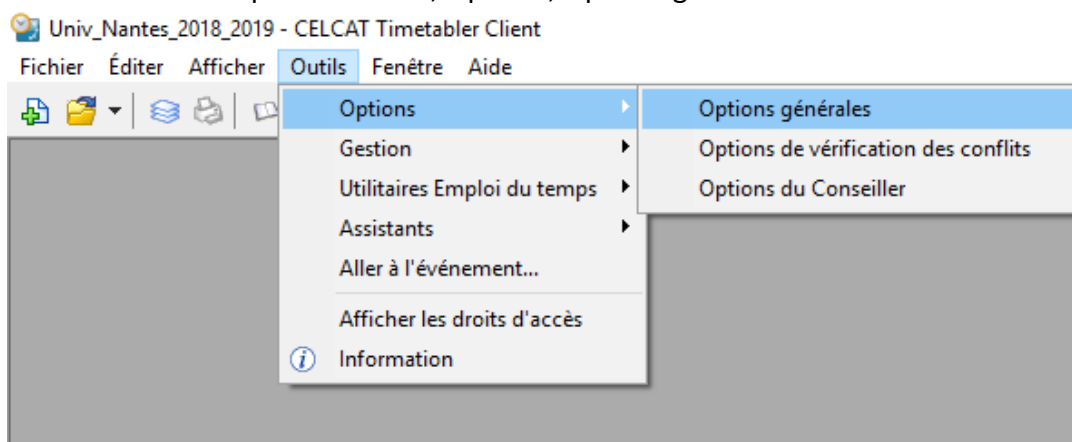 Univ_Nantes_2018_2019 - CELCAT Timetabler Client
Fichier Éditer Afficher Outils Fenêtre Aide
Options
Options générales
Gestion
Options de vérification des conflits
Utilitaires Emploi du temps
Options du Conseiller
Assistants
Aller à l'événement...
Afficher les droits d'accès
Information